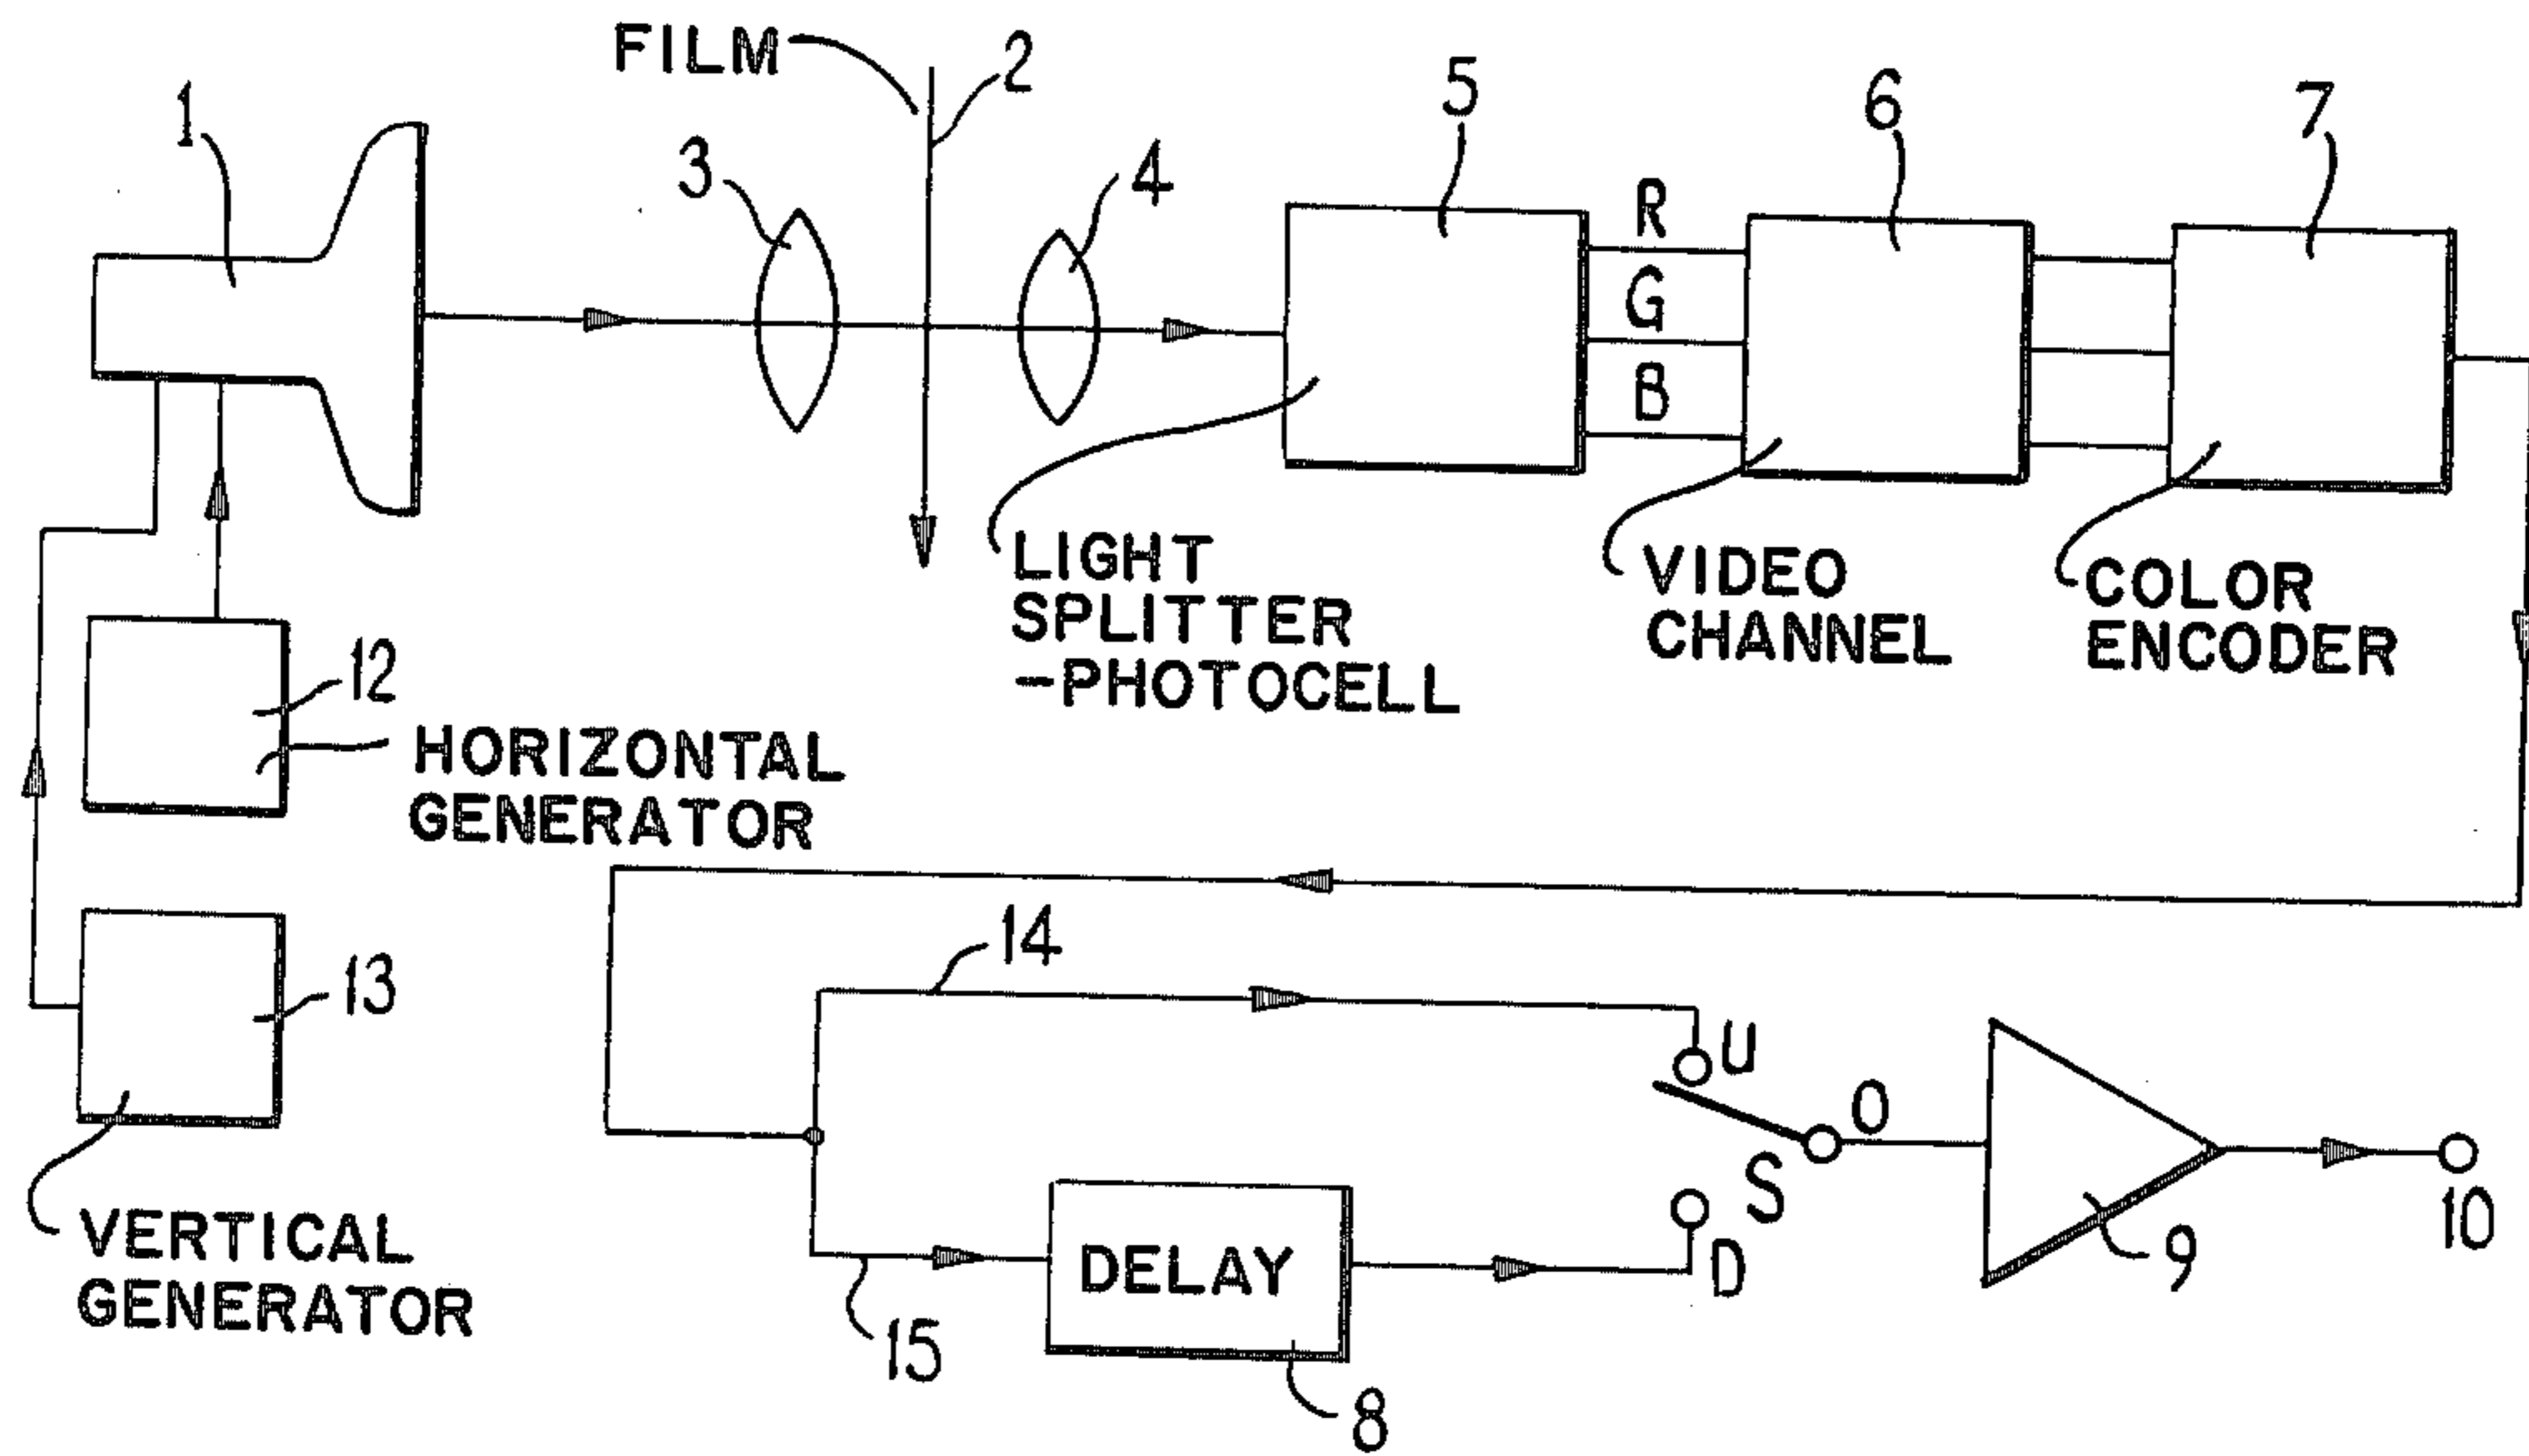 FILM
2
1
3
4
5
R
G
B
6
7
LIGHT
SPLITTER
-PHOTOCELL
VIDEO
CHANNEL
COLOR
ENCODER
12
HORIZONTAL
GENERATOR
13
VERTICAL
GENERATOR
14
U
O
S
D
DELAY
15
8
9
10